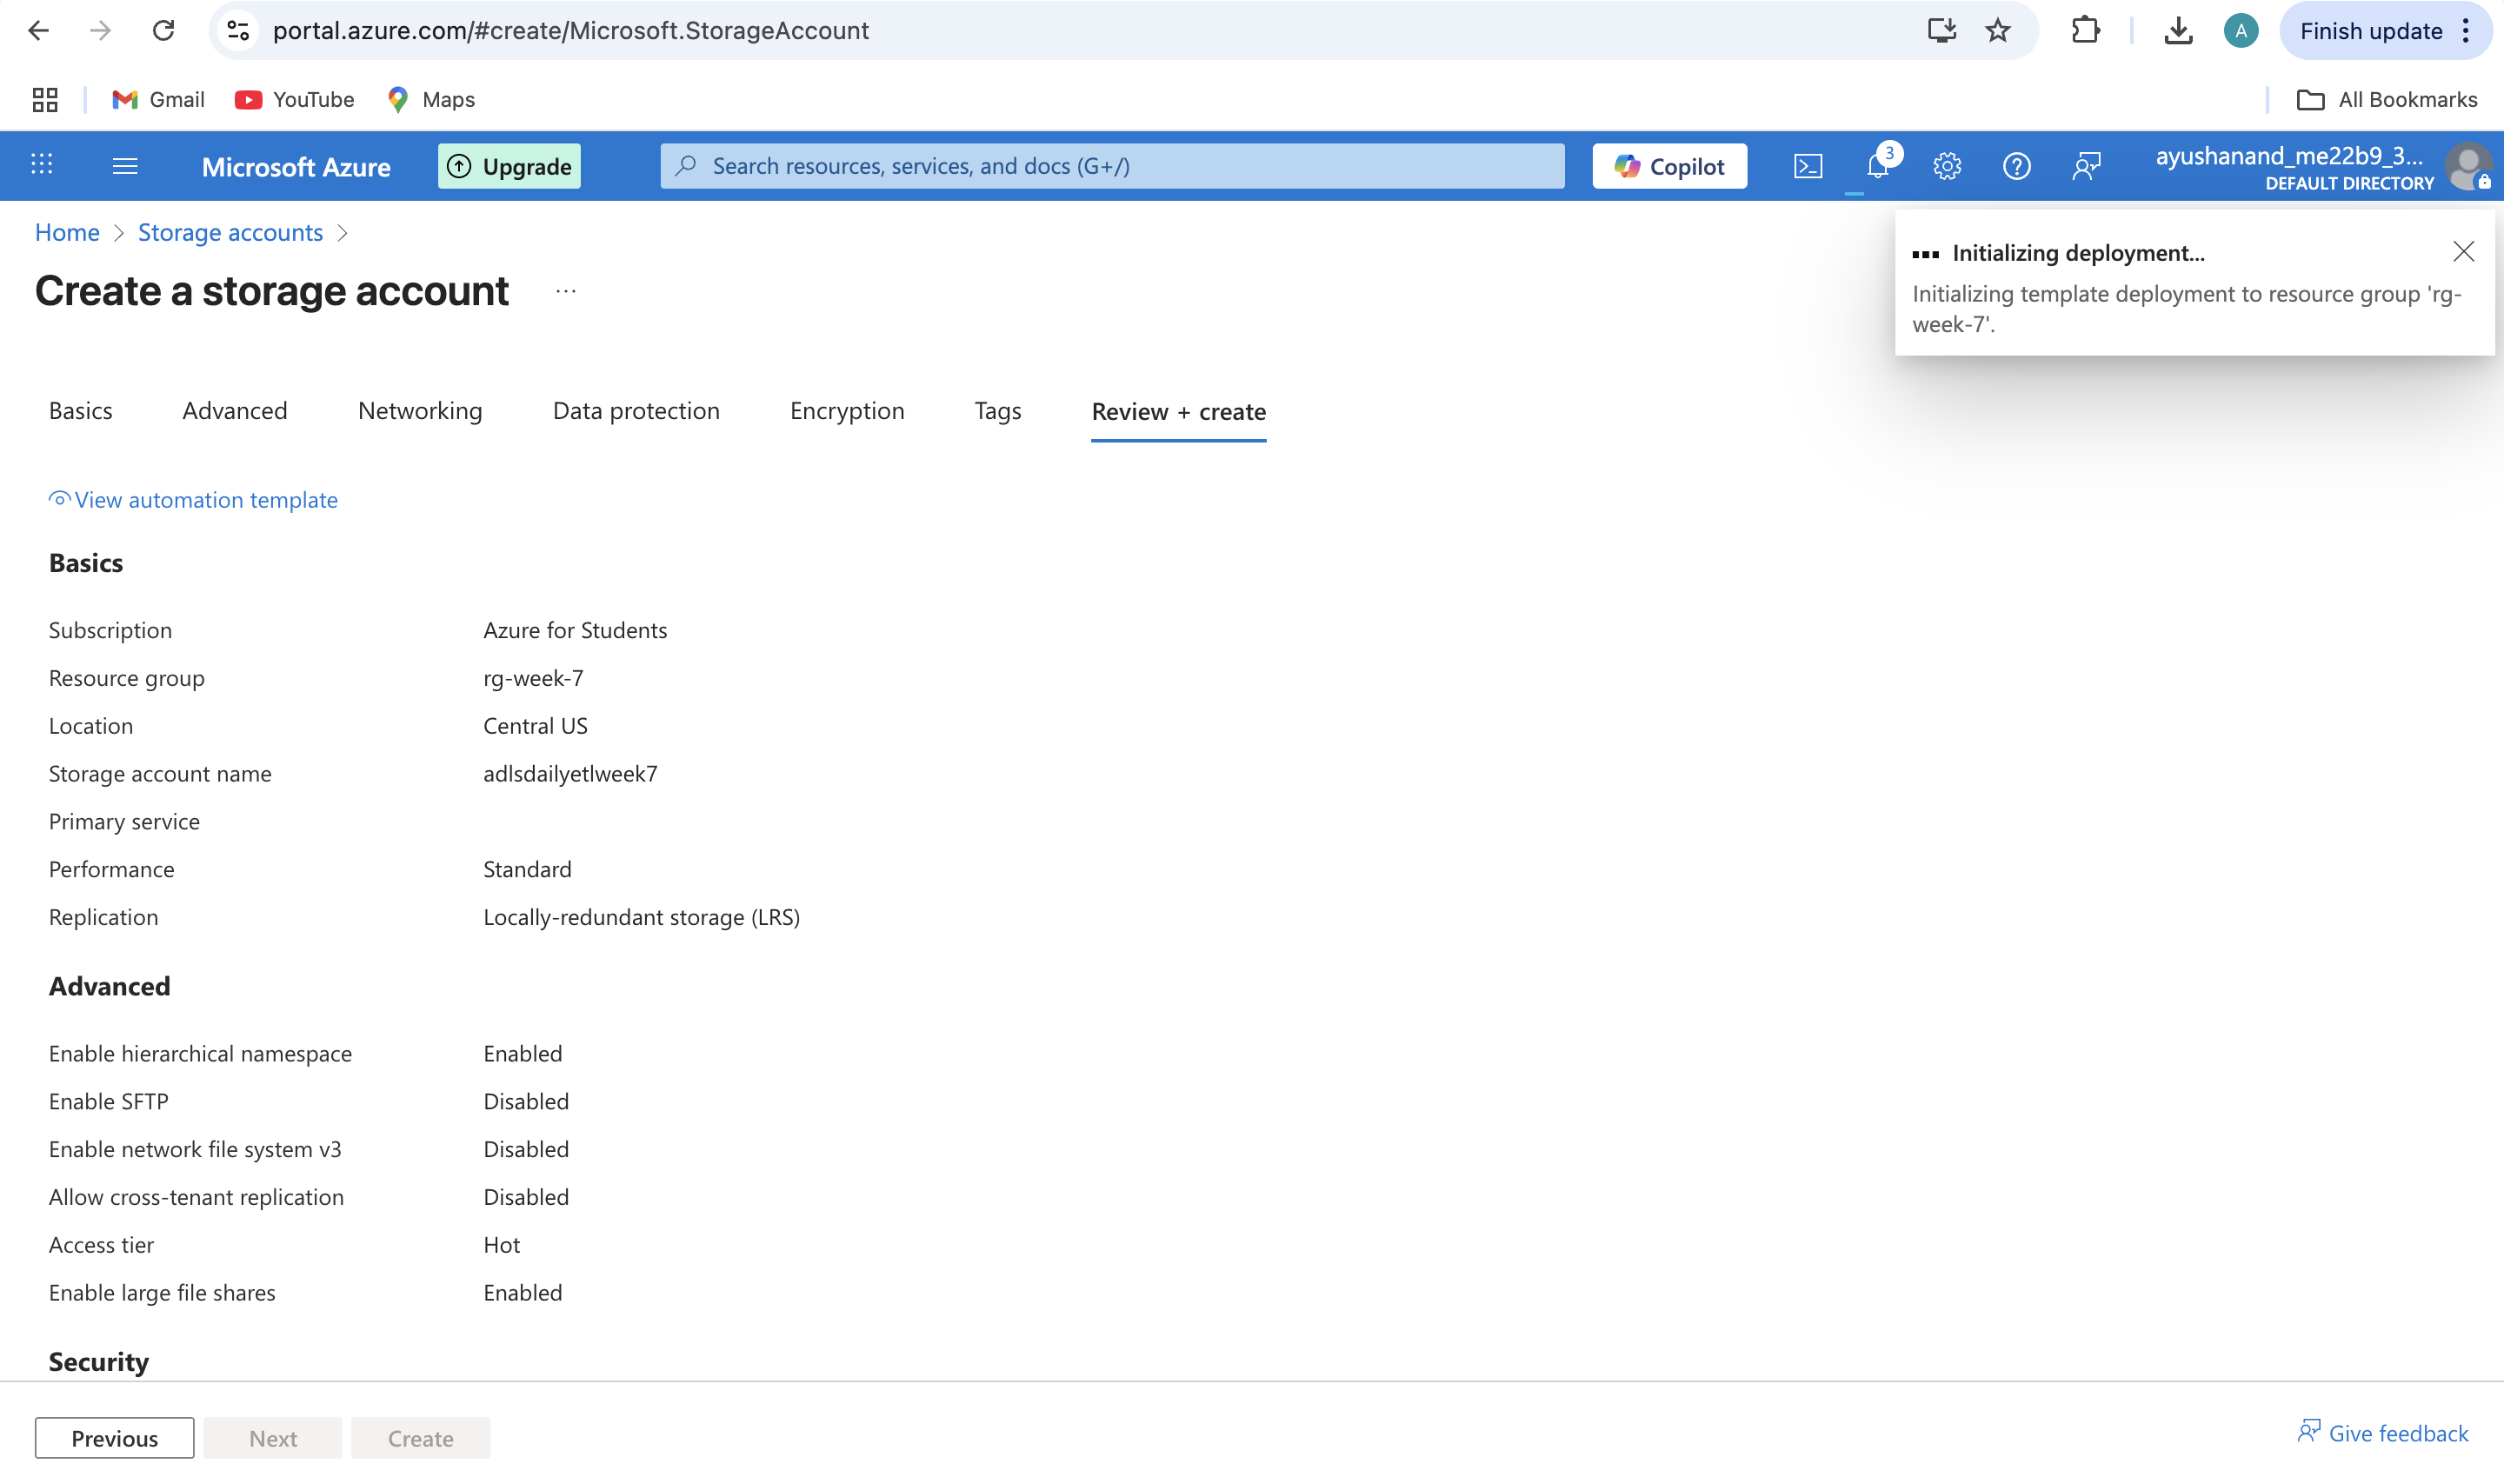 portal.azure.com/#create/Microsoft.StorageAccount
A
Finish update
Gmail
YouTube
Maps
All Bookmarks
Microsoft Azure
Upgrade
Search resources, services, and docs (G+/)
Copilot
3
ayushanand_me22b9_3...
DEFAULT DIRECTORY
Home > Storage accounts >
Create a storage account ...
Initializing deployment...
Initializing template deployment to resource group 'rg-
week-7'.
Basics
Advanced
Networking
Data protection
Encryption
Tags
Review + create
View automation template
Basics
Subscription Azure for Students
Resource group rg-week-7
Location Central US
Storage account name adlsdailyetlweek7
Primary service
Performance Standard
Replication Locally-redundant storage (LRS)
Advanced
Enable hierarchical namespace Enabled
Enable SFTP Disabled
Enable network file system v3 Disabled
Allow cross-tenant replication Disabled
Access tier Hot
Enable large file shares Enabled
Security
Previous
Next
Create
Give feedback